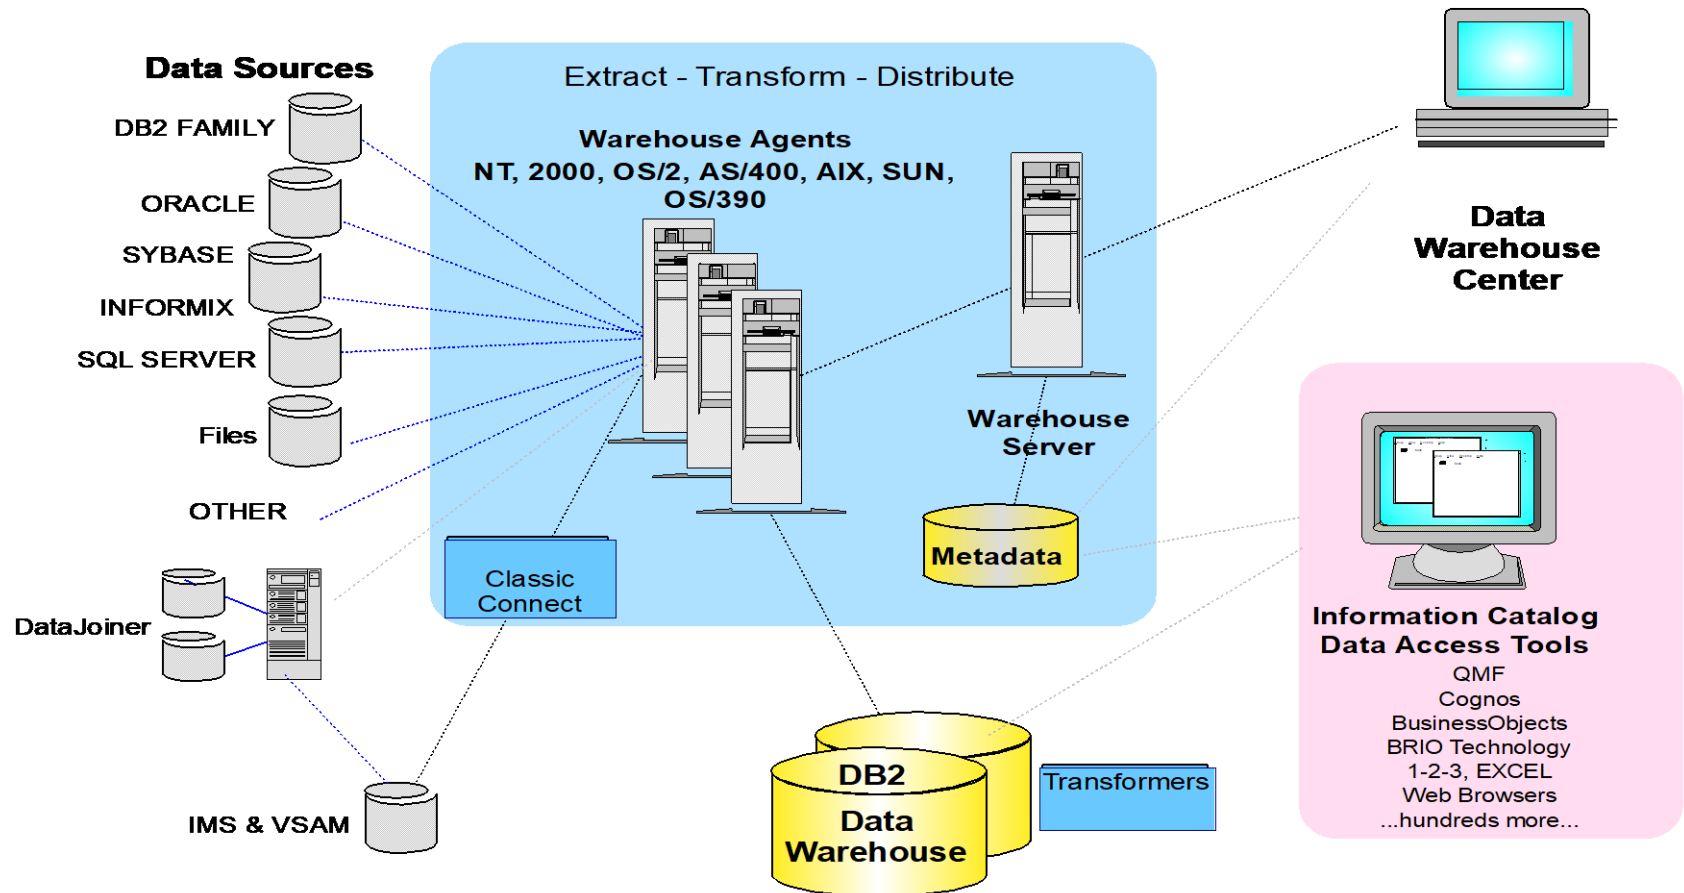 Data Sources
DB2 FAMILY
ORACLE
SYBASE
INFORMIX
SQL SERVER
Files
OTHER
DataJoiner
IMS & VSAM
Extract - Transform - Distribute
Warehouse Agents
NT, 2000, OS/2, AS/400, AIX, SUN,
OS/390
Classic
Connect
Warehouse
Server
Metadata
DB2
Data
Warehouse
Transformers
Data
Warehouse
Center
Information Catalog
Data Access Tools
QMF
Cognos
BusinessObjects
BRIO Technology
1-2-3, EXCEL
Web Browsers
...hundreds more...